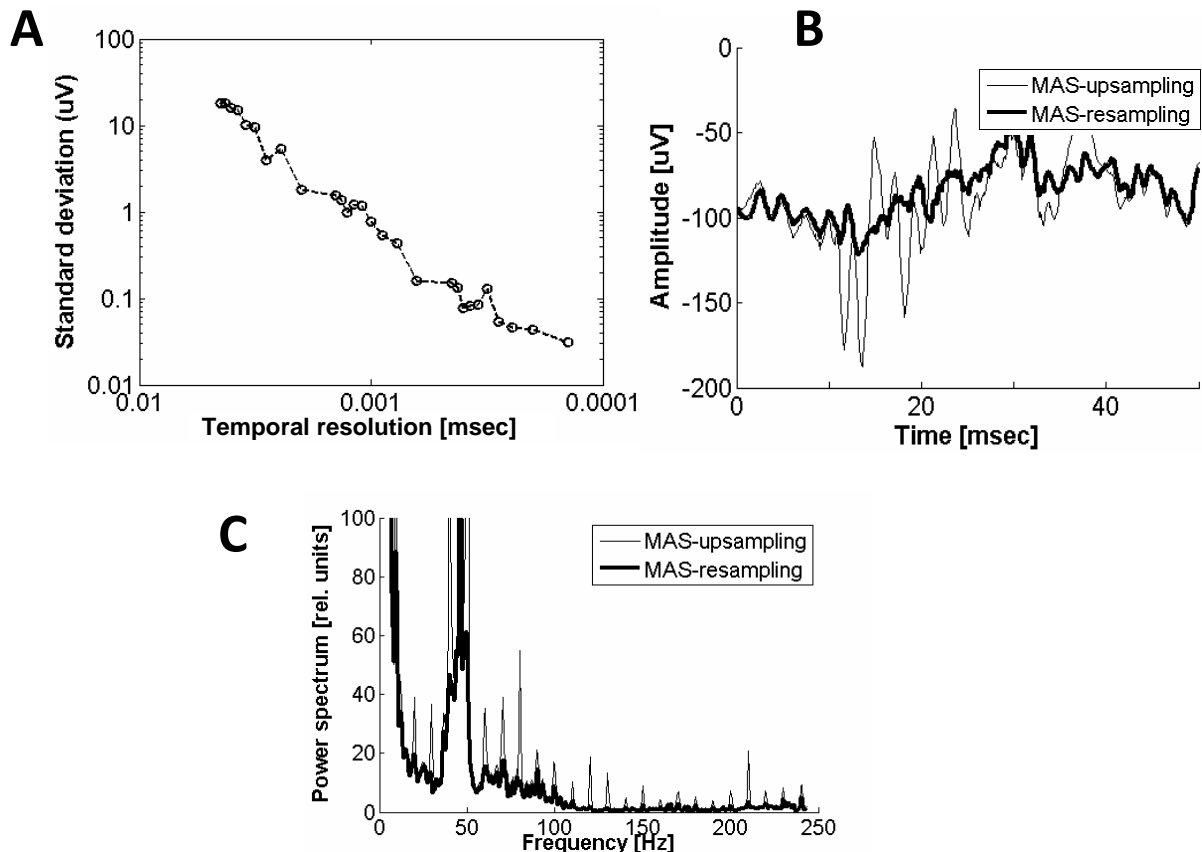 A
100
10
1
0.1
0.01
0.01
0.001
0.0001
Standard deviation (uV)
Temporal resolution [msec]
B
0
-50
-100
-150
-200
0
20
40
Amplitude [uV]
Time [msec]
MAS-upsampling
MAS-resampling
C
100
80
60
40
20
0
0
50
100
150
200
250
Power spectrum [rel. units]
Frequency [Hz]
MAS-upsampling
MAS-resampling